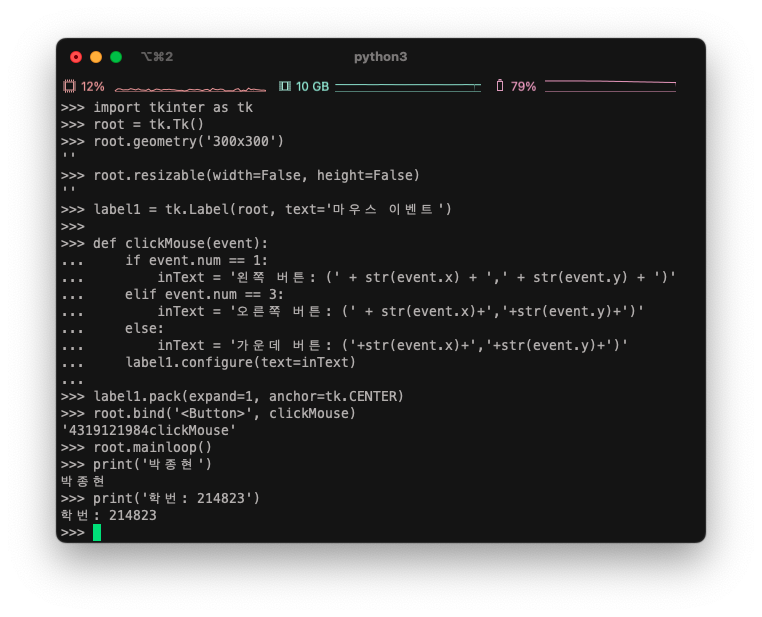 ⌥⌘2 python3
12% 10 GB 79%
>>> import tkinter as tk
>>> root = tk.Tk()
>>> root.geometry('300x300')
''
>>> root.resizable(width=False, height=False)
''
>>> label1 = tk.Label(root, text='마우스 이벤트')
>>>
>>> def clickMouse(event):
...     if event.num == 1:
...         inText = '왼쪽 버튼: (' + str(event.x) + ',' + str(event.y) + ')'
...     elif event.num == 3:
...         inText = '오른쪽 버튼: (' + str(event.x)+','+str(event.y)+')'
...     else:
...         inText = '가운데 버튼: ('+str(event.x)+','+str(event.y)+')'
...     label1.configure(text=inText)
...
>>> label1.pack(expand=1, anchor=tk.CENTER)
>>> root.bind('<Button>', clickMouse)
'4319121984clickMouse'
>>> root.mainloop()
>>> print('박종현')
박종현
>>> print('학번: 214823')
학번: 214823
>>>